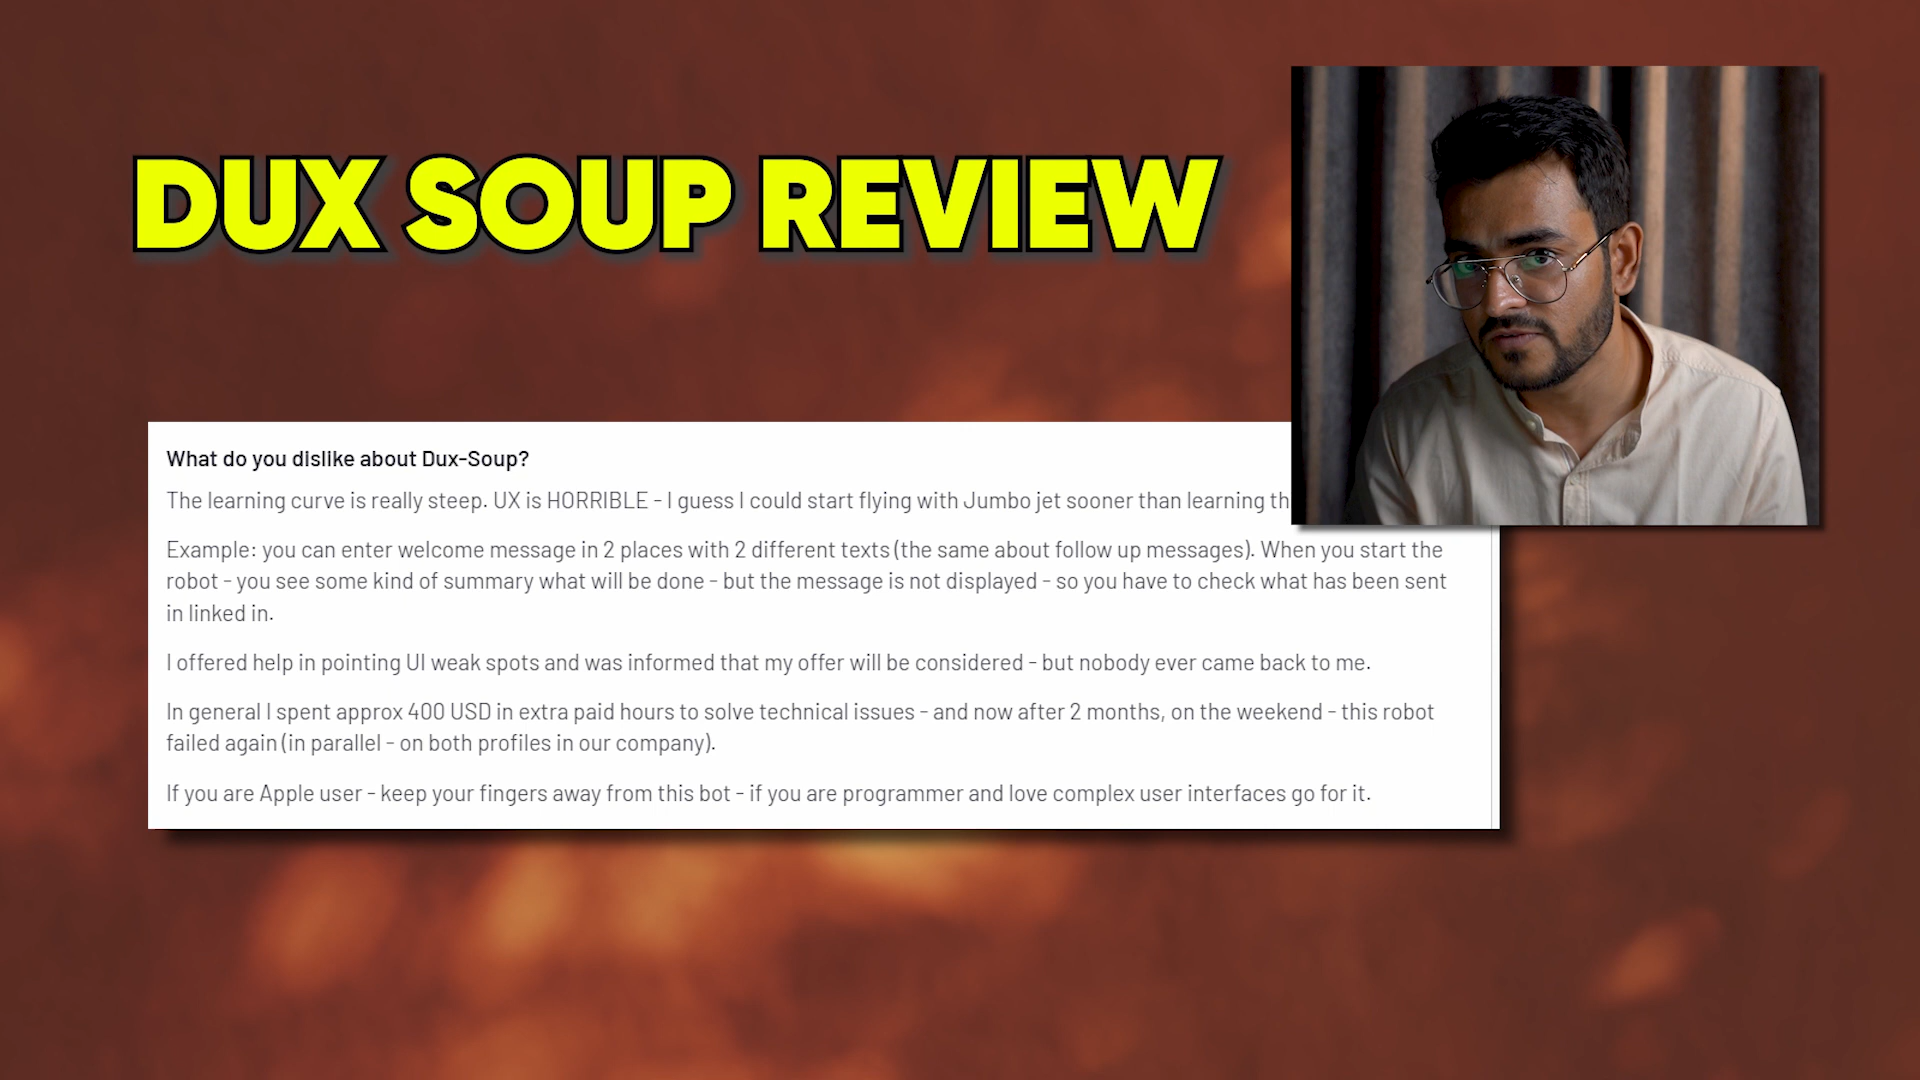 DUX SOUP REVIEW
What do you dislike about Dux-Soup?
The learning curve is really steep. UX is HORRIBLE - I guess I could start flying with Jumbo jet sooner than learning
Example: you can enter welcome message in 2 places with 2 different texts (the same about follow up messages). When you start the
robot - you see some kind of summary what will be done - but the message is not displayed - so you have to check what has been sent
in linked in.
I offered help in pointing UI weak spots and was informed that my offer will be considered - but nobody ever came back to me.
In general I spent approx 400 USD in extra paid hours to solve technical issues - and now after 2 months, on the weekend - this robot
failed again (in parallel - on both profiles in our company).
If you are Apple user - keep your fingers away from this bot - if you are programmer and love complex user interfaces go for it.